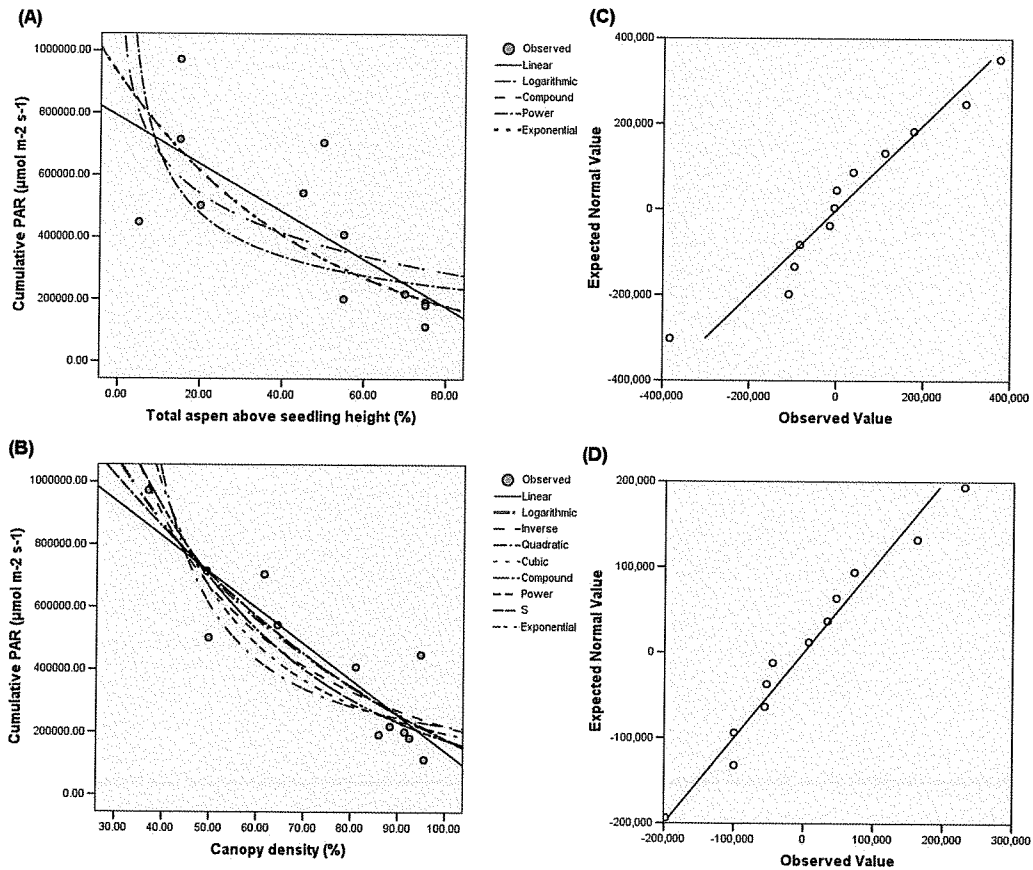 (A)
1000000.00
800000.00
600000.00
400000.00
200000.00
0.00
Cumulative PAR (µmol m-2 s-1)
0.00 20.00 40.00 60.00 80.00
Total aspen above seedling height (%)
Observed
Linear
Logarithmic
Compound
Power
Exponential
(C)
400,000
200,000
0
-200,000
-400,000
Expected Normal Value
-400,000 -200,000 0 200,000 400,000
Observed Value
(B)
1000000.00
800000.00
600000.00
400000.00
200000.00
0.00
Cumulative PAR (µmol m-2 s-1)
30.00 40.00 50.00 60.00 70.00 80.00 90.00 100.00
Canopy density (%)
Observed
Linear
Logarithmic
Inverse
Quadratic
Cubic
Compound
Power
S
Exponential
(D)
200,000
100,000
0
-100,000
-200,000
Expected Normal Value
-200,000 -100,000 0 100,000 200,000 300,000
Observed Value